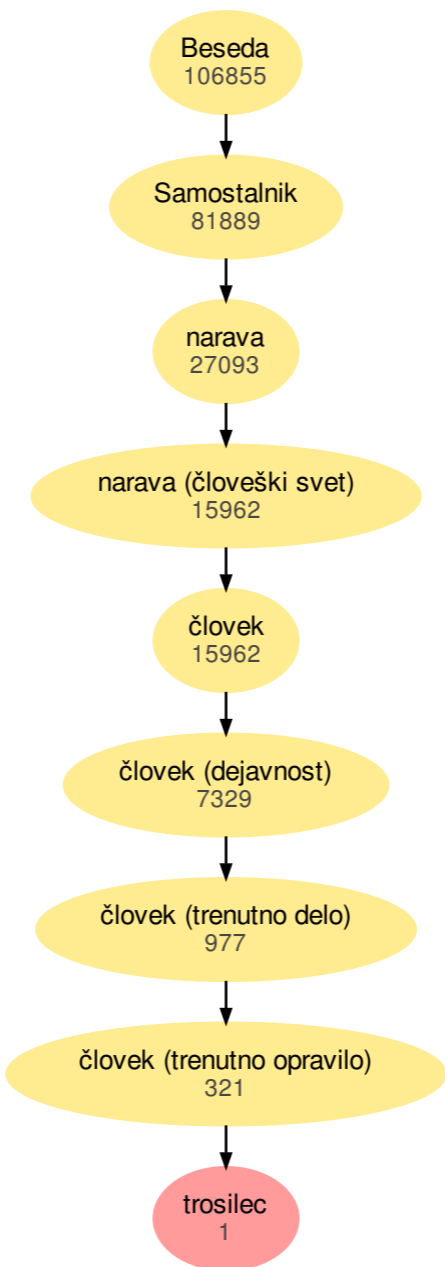 Beseda
106855
Samostalnik
81889
narava
27093
narava (človeški svet)
15962
človek
15962
človek (dejavnost)
7329
človek (trenutno delo)
977
človek (trenutno opravilo)
321
trosilec
1